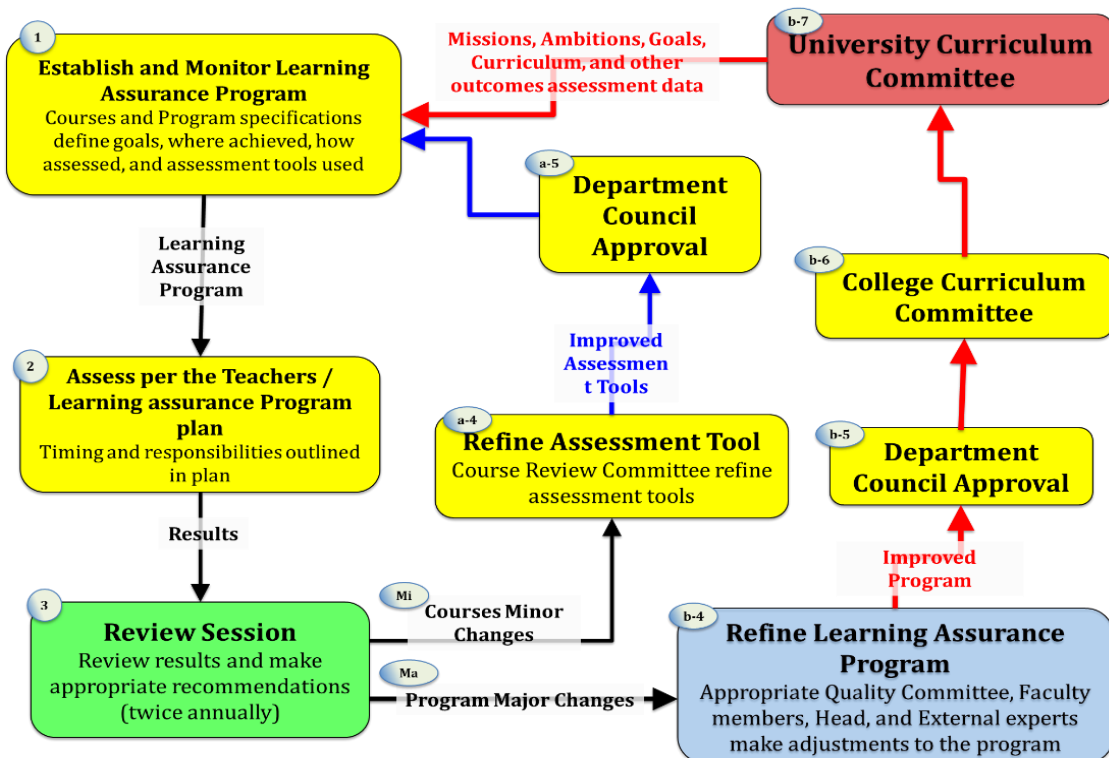 1
Establish and Monitor Learning
Assurance Program
Courses and Program specifications
define goals, where achieved, how
assessed, and assessment tools used
Missions, Ambitions, Goals,
Curriculum, and other
outcomes assessment data
b-7
University Curriculum
Committee
a-5
Department
Council
Approval
Learning
Assurance
Program
b-6
College Curriculum
Committee
Improved
Assessmen
t Tools
2
Assess per the Teachers /
Learning assurance Program
plan
Timing and responsibilities outlined
in plan
a-4
Refine Assessment Tool
Course Review Committee refine
assessment tools
b-5
Department
Council Approval
Results
Improved
Program
3
Review Session
Review results and make
appropriate recommendations
(twice annually)
Mi
Courses Minor
Changes
Ma
Program Major Changes
b-4
Refine Learning Assurance
Program
Appropriate Quality Committee, Faculty
members, Head, and External experts
make adjustments to the program